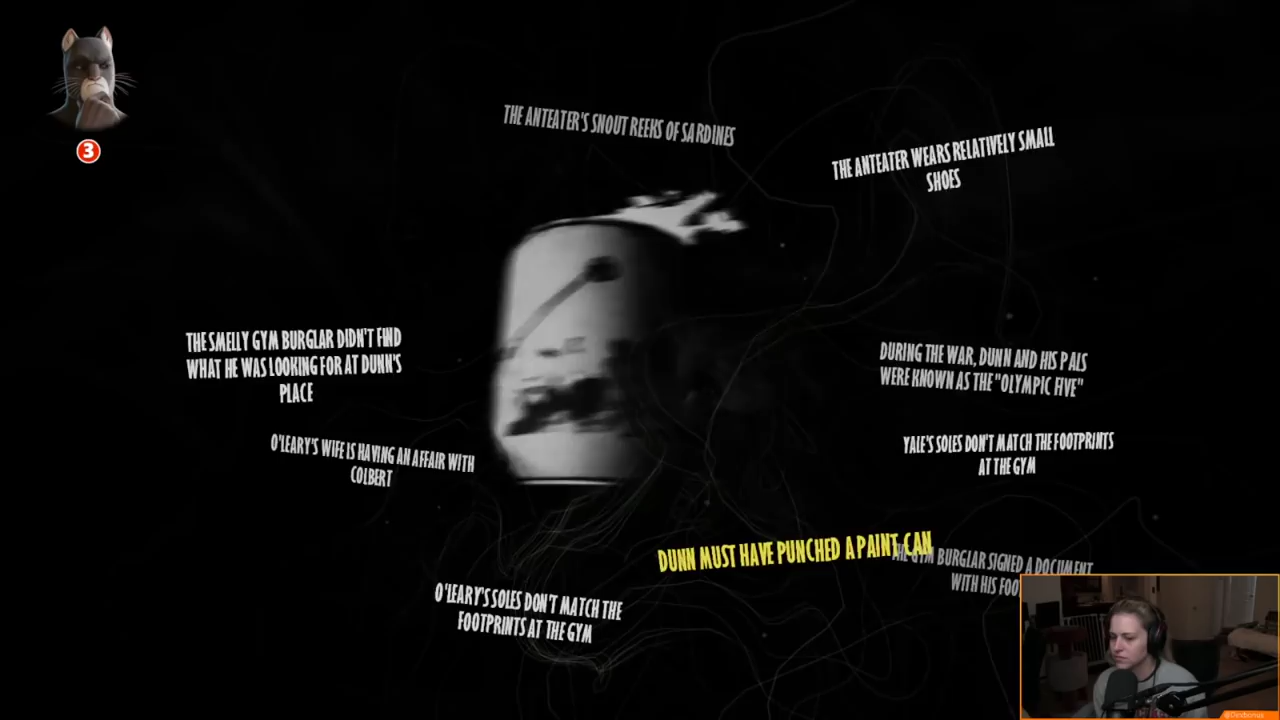 THE ANTEATER'S SNOUT REEKS OF SARDINES
THE ANTEATER WEARS RELATIVELY SMALL
SHOES
3
THE SMELLY GYM BURGLAR DIDN'T FIND
WHAT HE WAS LOOKING FOR AT DUNN'S
PLACE
DURING THE WAR, DUNN AND HIS PALS
WERE KNOWN AS THE "OLYMPIC FIVE"
O'LEARY'S WIFE IS HAVING AN AFFAIR WITH
COLBERT
YALE'S SOLES DON'T MATCH THE FOOTPRINTS
AT THE GYM
DUNN MUST HAVE PUNCHED A PAINT CAN
GYM BURGLAR SIGNED A DOCUMENT
WITH HIS
O'LEARY'S SOLES DON'T MATCH THE
FOOTPRINTS AT THE GYM